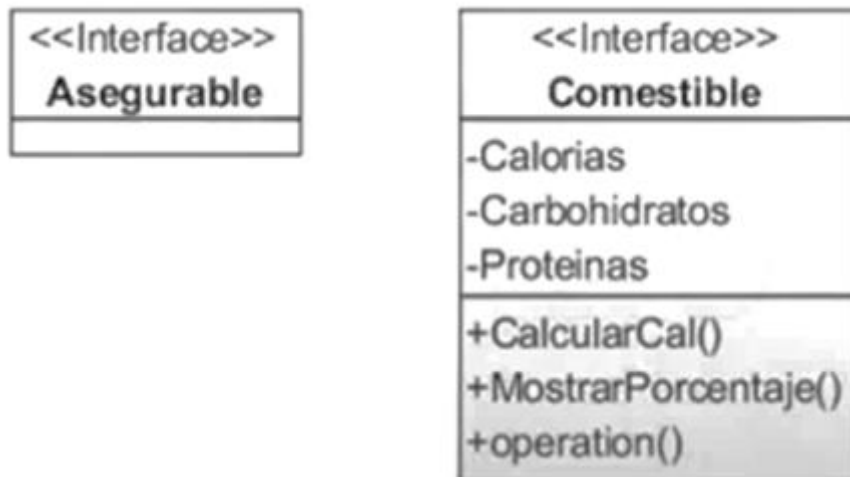 <<Interface>>
Asegurable
<<Interface>>
Comestible
-Calorias
-Carbohidratos
-Proteinas
+CalcularCal()
+MostrarPorcentaje()
+operation()